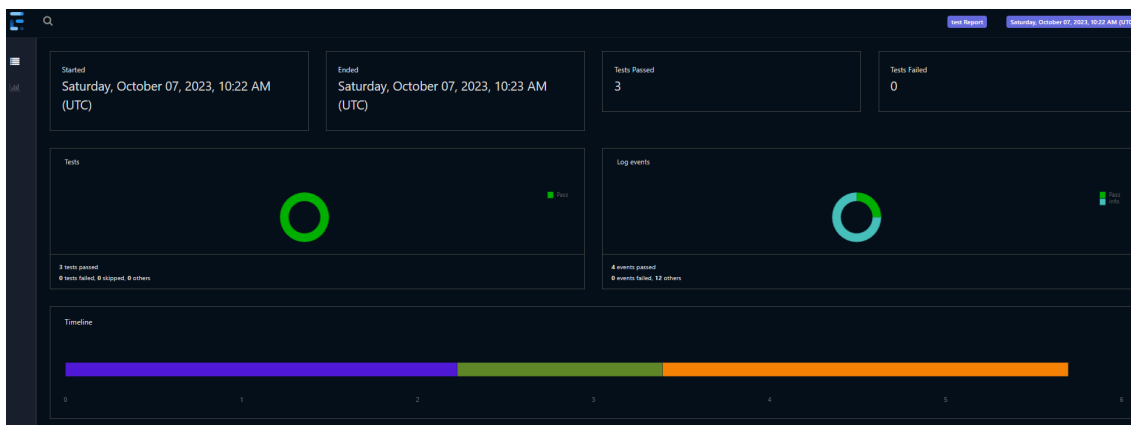 test Report
Saturday, October 07, 2023, 10:22 AM (UTC
Started
Saturday, October 07, 2023, 10:22 AM
(UTC)
Ended
Saturday, October 07, 2023, 10:23 AM
(UTC)
Tests Passed
3
Tests Failed
0
Tests
Pass
3 tests passed
0 tests failed, 0 skipped, 0 others
Log events
Pass
Info
4 events passed
0 events failed, 12 others
Timeline
0 1 2 3 4 5 6